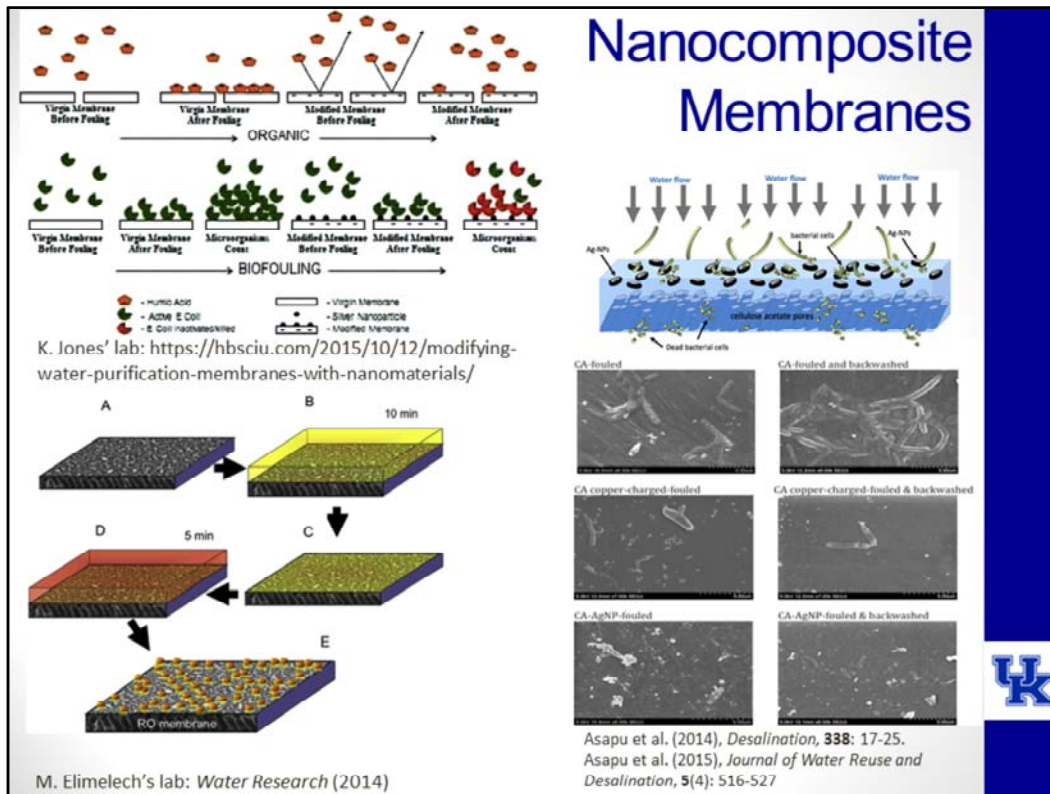 Nanocomposite
Membranes
Virgin Membrane
Before Fouling
Virgin Membrane
After Fouling
Modified Membrane
Before Fouling
Modified Membrane
After Fouling
ORGANIC
Virgin Membrane
Before Fouling
Virgin Membrane
After Fouling
Microorganism
Modified Membrane
Before Fouling
Modified Membrane
After Fouling
Microorganism
BIOFOULING
- Humic Acid
- Active E Coli
- E Coli Inactivated/killed
- Virgin Membrane
- Silver Nanoparticle
- Modified Membrane
K. Jones' lab: https://hbsciu.com/2015/10/12/modifying-
water-purification-membranes-with-nanomaterials/
A
B
10 min
D
5 min
C
E
RO membrane
M. Elimelech's lab: Water Research (2014)
Water flow
Water flow
Water flow
Ag-NPs
bacterial cells
Ag-NPs
cellulose acetate pores
Dead bacterial cells
CA-fouled
CA-fouled and backwashed
CA copper-charged-fouled
CA copper-charged-fouled & backwashed
CA-AgNP-fouled
CA-AgNP-fouled & backwashed
Asapu et al. (2014), Desalination, 338: 17-25.
Asapu et al. (2015), Journal of Water Reuse and
Desalination, 5(4): 516-527
UK